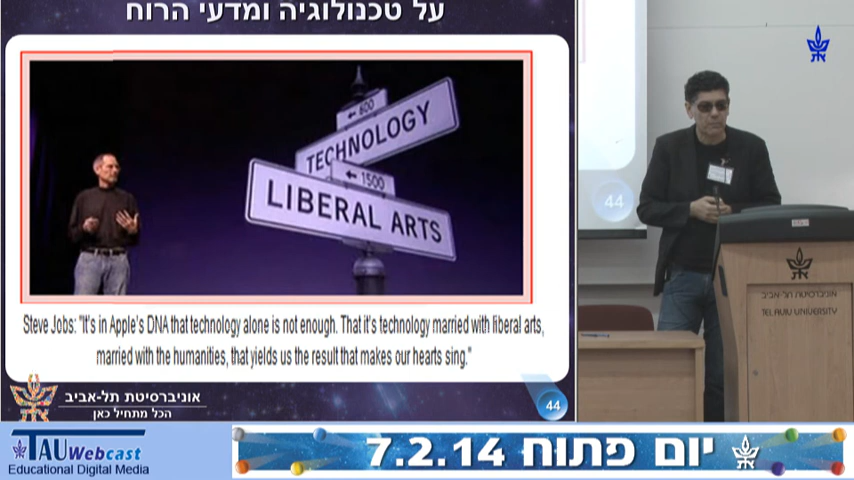 על טכנולוגיה ומדעי הרוח
← 600
TECHNOLOGY
← 1500
LIBERAL ARTS
Steve Jobs: "It's in Apple's DNA that technology alone is not enough. That it's technology married with liberal arts,
married with the humanities, that yields us the result that makes our hearts sing."
אוניברסיטת תל-אביב
הכל מתחיל כאן
44
44
אוניברסיטת תל-אביב
TEL AVIV UNIVERSITY
TAU Webcast
Educational Digital Media
יום פתוח 7.2.14